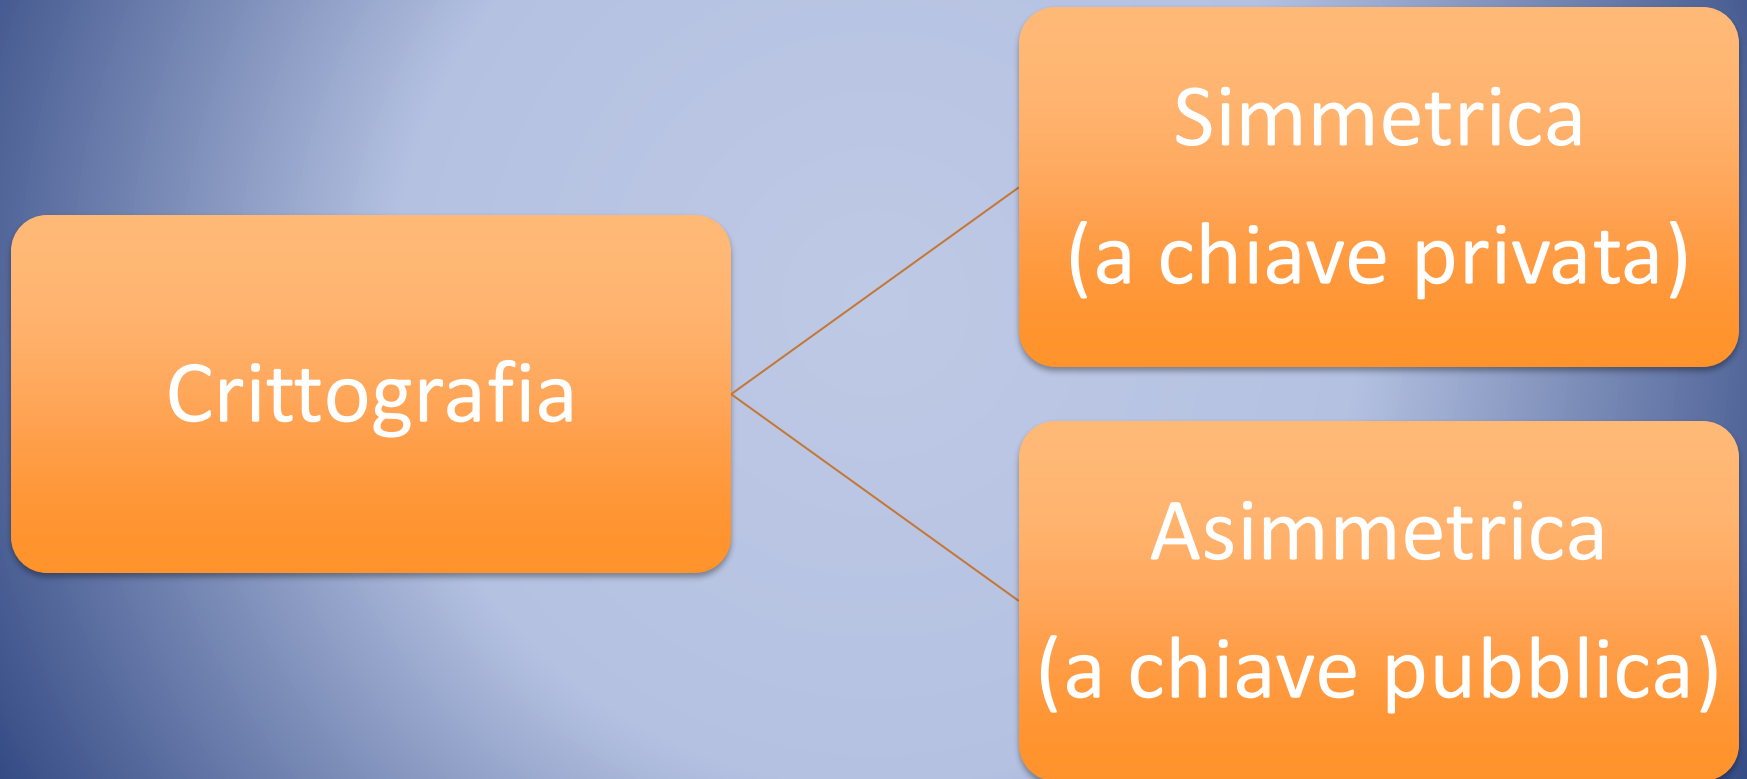 Crittografia
Simmetrica
(a chiave privata)
Asimmetrica
(a chiave pubblica)